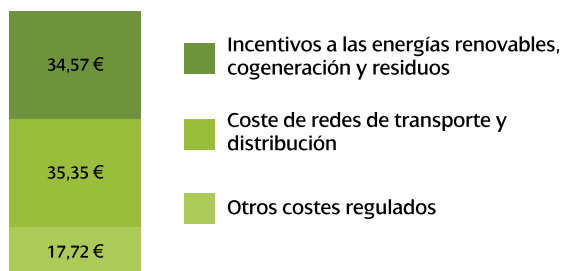 34,57 €
Incentivos a las energías renovables,
cogeneración y residuos
35,35 €
Coste de redes de transporte y
distribución
17,72 €
Otros costes regulados